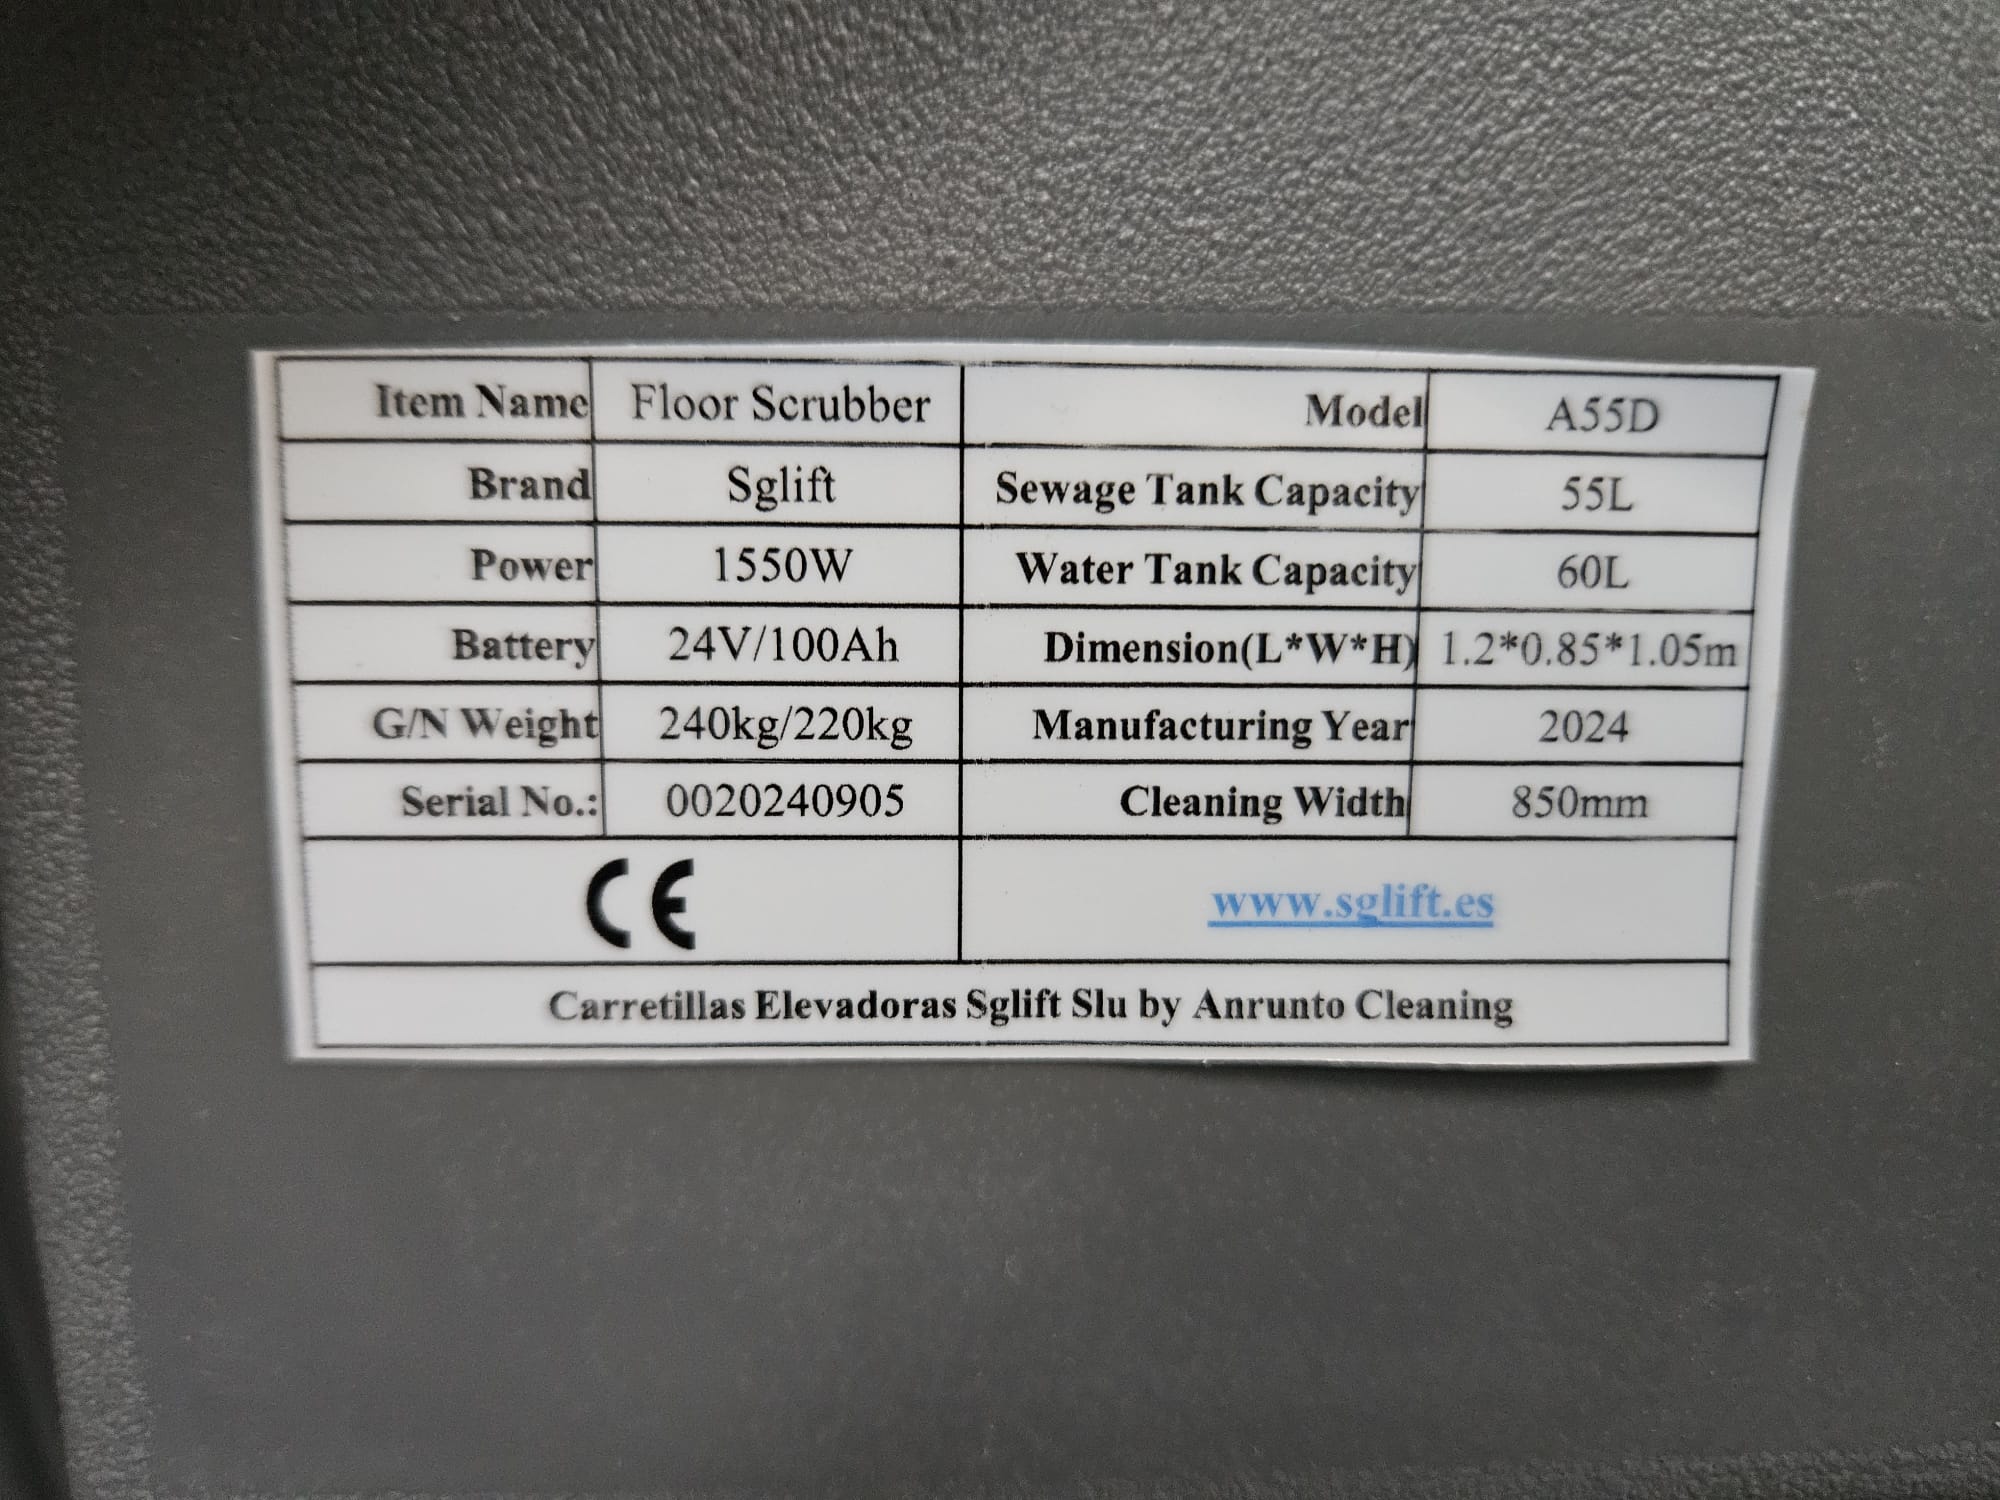 Item Name Floor Scrubber Model A55D
Brand Sglift Sewage Tank Capacity 55L
Power 1550W Water Tank Capacity 60L
Battery 24V/100Ah Dimension(L*W*H) 1.2*0.85*1.05m
G/N Weight 240kg/220kg Manufacturing Year 2024
Serial No.: 0020240905 Cleaning Width 850mm
CE www.sglift.es
Carretillas Elevadoras Sglift Slu by Anrunto Cleaning